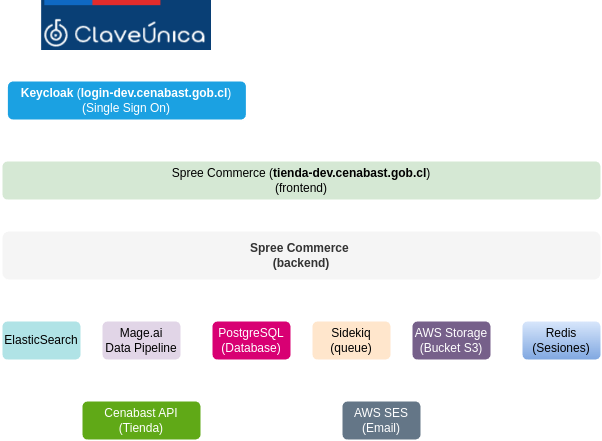 ClaveÚnica
Keycloak (login-dev.cenabast.gob.cl)
(Single Sign On)
Spree Commerce (tienda-dev.cenabast.gob.cl)
(frontend)
Spree Commerce
(backend)
ElasticSearch
Mage.ai
Data Pipeline
PostgreSQL
(Database)
Sidekiq
(queue)
AWS Storage
(Bucket S3)
Redis
(Sesiones)
Cenabast API
(Tienda)
AWS SES
(Email)